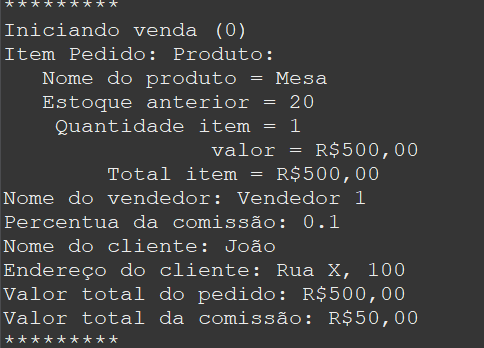 *********
Iniciando venda (0)
Item Pedido: Produto:
Nome do produto = Mesa
Estoque anterior = 20
Quantidade item = 1
valor = R$500,00
Total item = R$500,00
Nome do vendedor: Vendedor 1
Percentua da comissão: 0.1
Nome do cliente: João
Endereço do cliente: Rua X, 100
Valor total do pedido: R$500,00
Valor total da comissão: R$50,00
*********